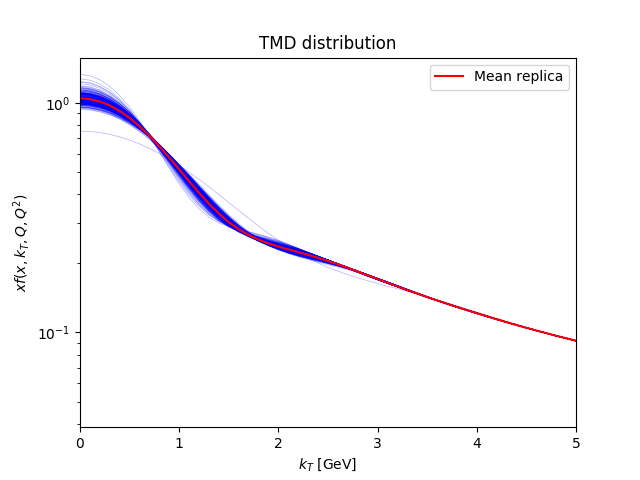 TMD distribution
Mean replica
10⁰
10⁻¹
xf(x, k_T, Q, Q²)
0 1 2 3 4 5
k_T [GeV]